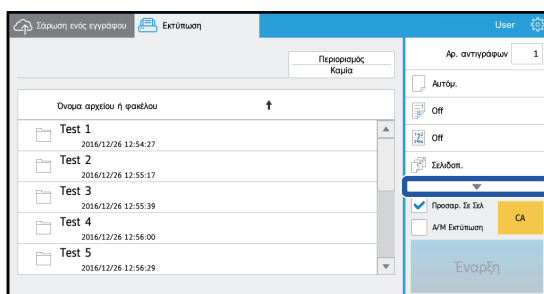 Σάρωση ενός εγγράφου
Εκτύπωση
User
Περιορισμός
Καμία
Όνομα αρχείου ή φακέλου
Test 1
2016/12/26 12:54:27
Test 2
2016/12/26 12:55:17
Test 3
2016/12/26 12:55:39
Test 4
2016/12/26 12:56:00
Test 5
2016/12/26 12:56:29
Αρ. αντιγράφων 1
Αυτόμ.
Off
Off
Σελιδοπ.
Προσαρ. Σε Σελ
Α/Μ Εκτύπωση
CA
Έναρξη